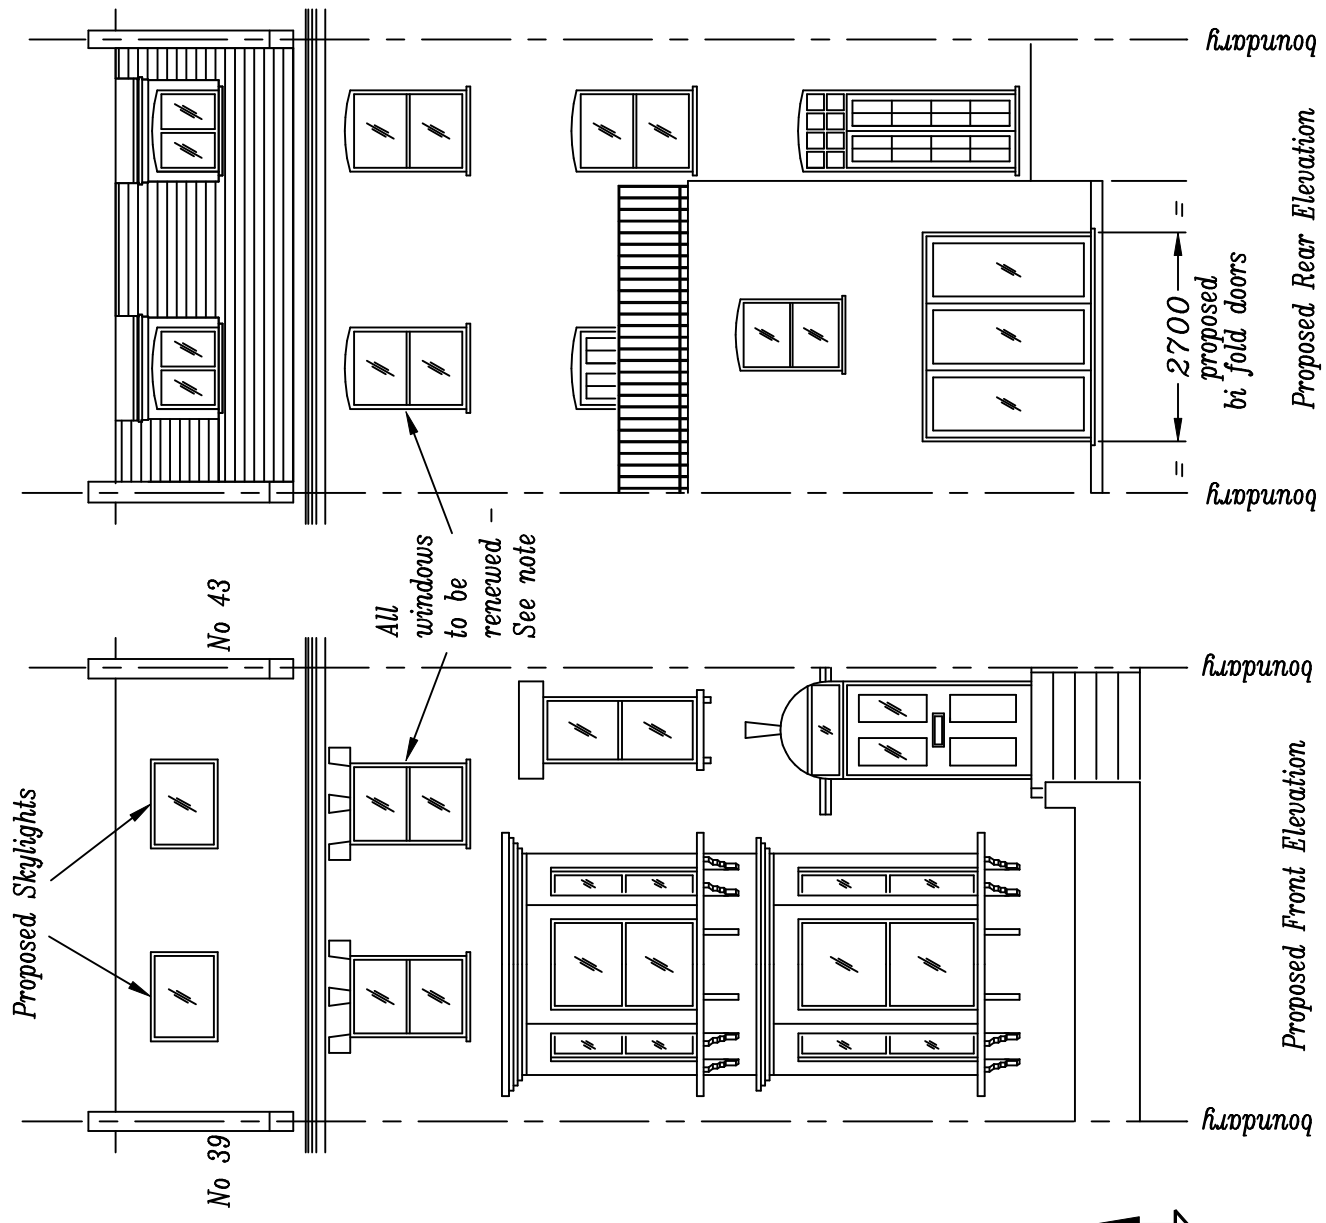 Proposed Skylights
No 39
No 43
All
windows
to be
renewed -
See note
boundary
boundary
Proposed Front Elevation
boundary
boundary
=
2700
=
proposed
bi fold doors
Proposed Rear Elevation